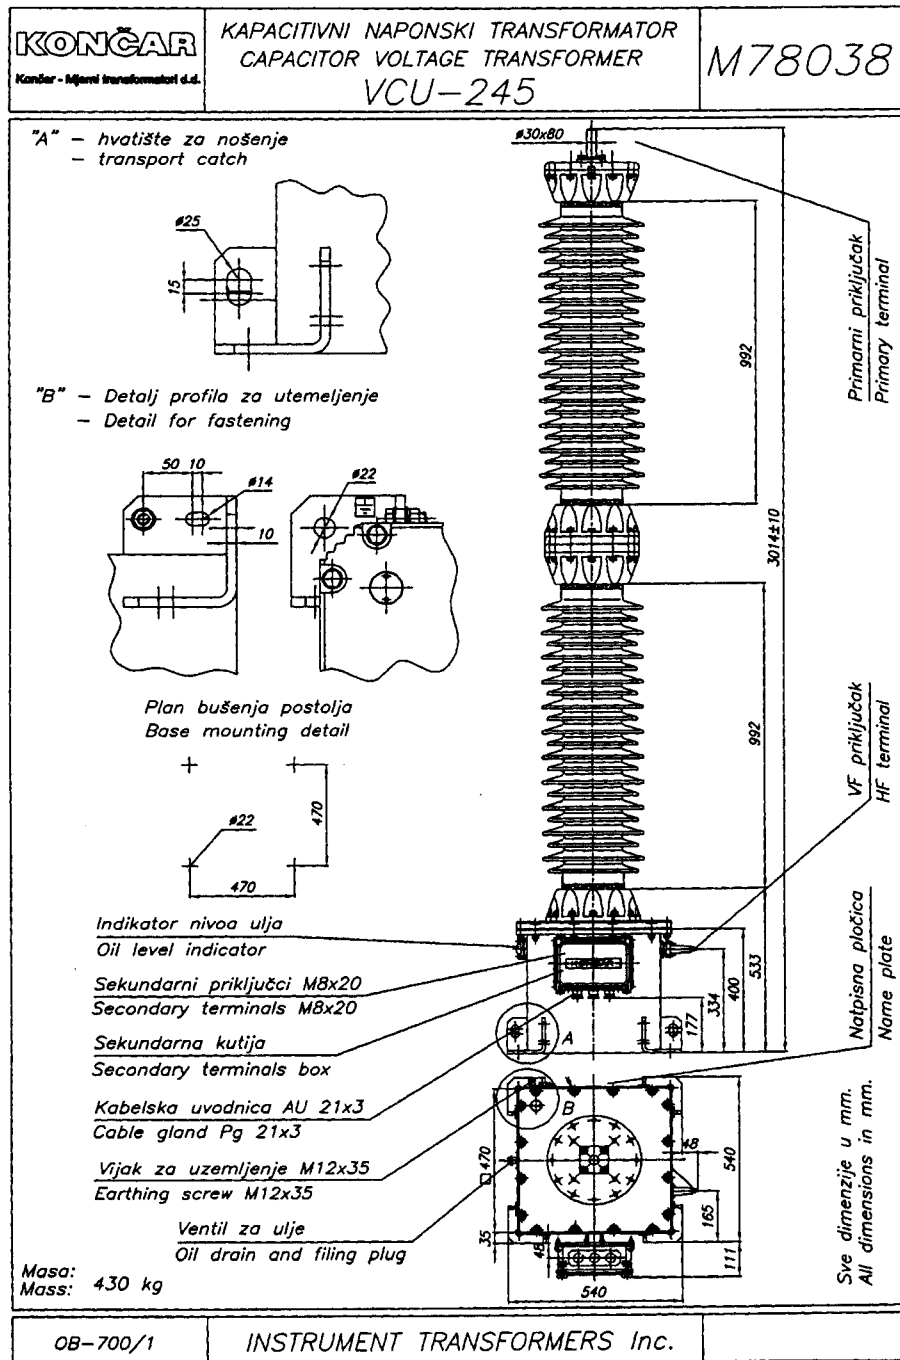 KONČAR
Končar - Mjerni transformatori d.d.
KAPACITIVNI NAPONSKI TRANSFORMATOR
CAPACITOR VOLTAGE TRANSFORMER
VCU-245
M78038
"A" - hvatište za nošenje
- transport catch
ø25
15
"B" - Detalj profila za utemeljenje
- Detail for fastening
50 10
ø14
10
ø22
Plan bušenja postolja
Base mounting detail
ø22
470
470
Indikator nivoa ulja
Oil level indicator
Sekundarni priključci M8x20
Secondary terminals M8x20
Sekundarna kutija
Secondary terminals box
Kabelska uvodnica AU 21x3
Cable gland Pg 21x3
Vijak za uzemljenje M12x35
Earthing screw M12x35
Ventil za ulje
Oil drain and filing plug
Masa:
Mass: 430 kg
ø30x80
992
3014±10
992
533
400
334
177
A
B
□ 470
35
48
48
540
165
111
540
Primarni priključak
Primary terminal
VF priključak
HF terminal
Natpisna pločica
Name plate
Sve dimenzije u mm.
All dimensions in mm.
OB-700/1
INSTRUMENT TRANSFORMERS Inc.